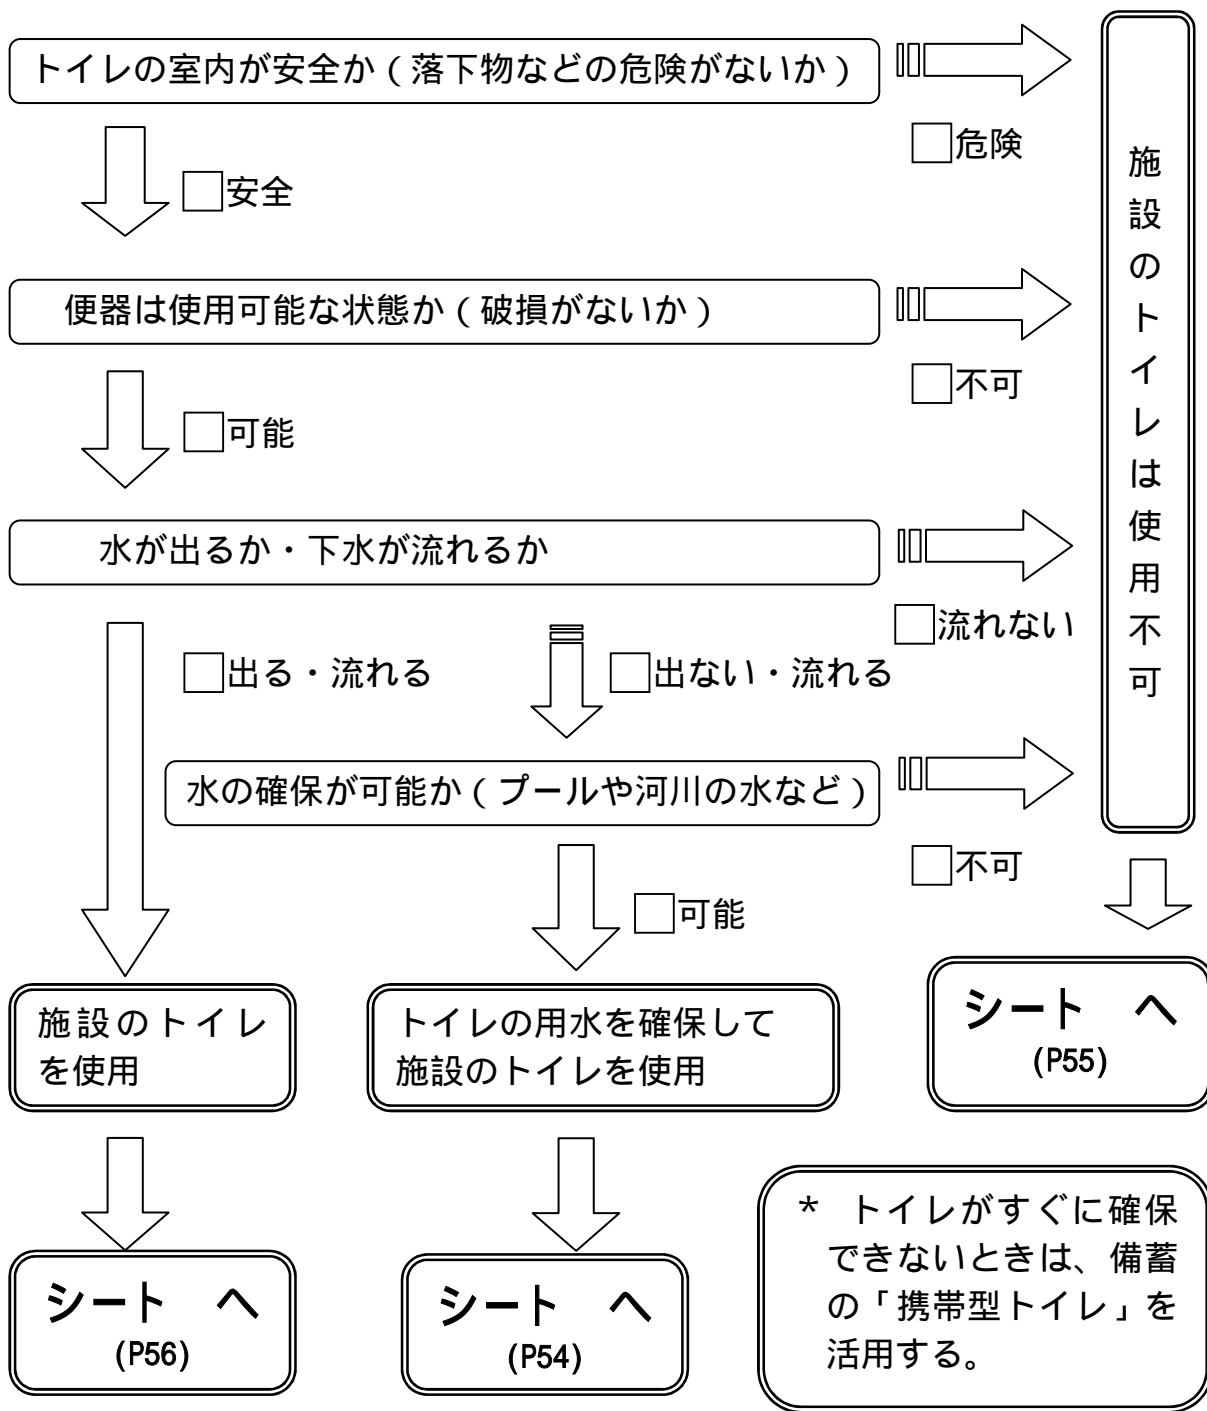 トイレの室内が安全か（落下物などの危険がないか）
□危険
□安全
便器は使用可能な状態か（破損がないか）
□不可
□可能
水が出るか・下水が流れるか
□流れない
□出る・流れる
□出ない・流れる
水の確保が可能か（プールや河川の水など）
□不可
□可能
施設のトイレは使用不可
施設のトイレ
を使用
トイレの用水を確保して
施設のトイレを使用
シート　へ
(P55)
シート　へ
(P56)
シート　へ
(P54)
*　トイレがすぐに確保
できないときは、備蓄
の「携帯型トイレ」を
活用する。